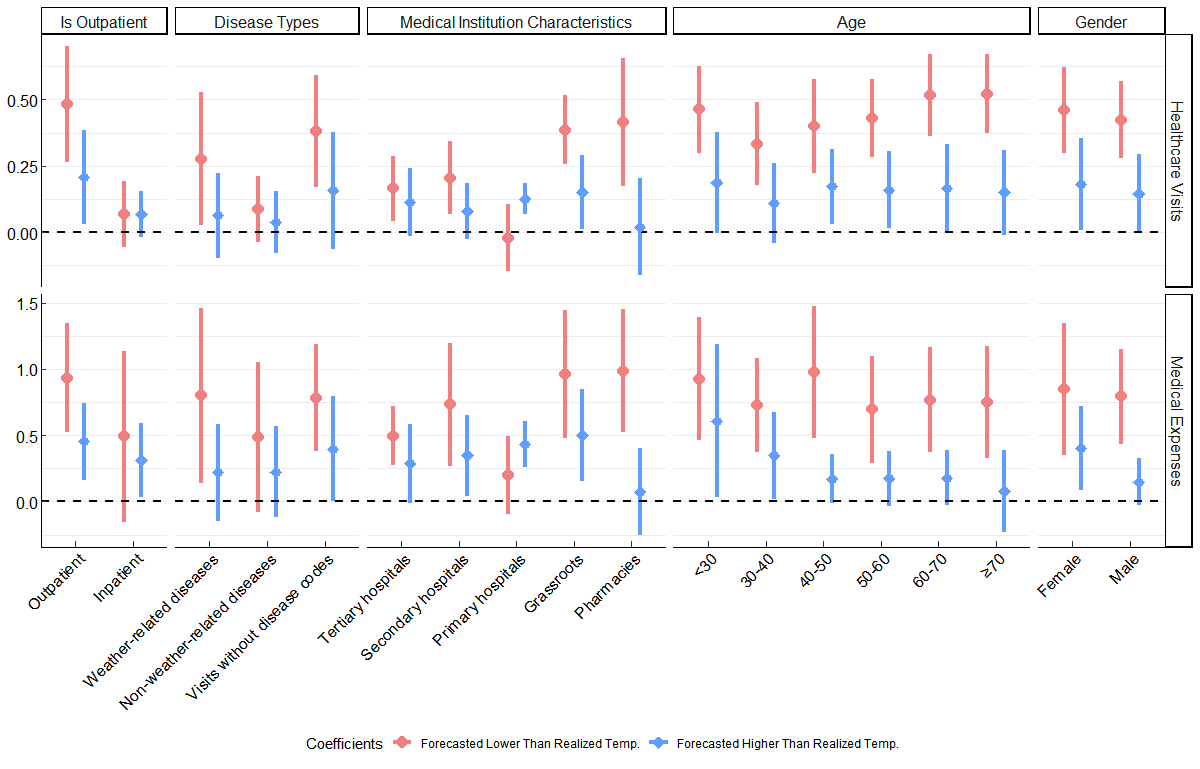 Is Outpatient
Disease Types
Medical Institution Characteristics
Age
Gender
0.50
0.25
0.00
Healthcare Visits
1.5
1.0
0.5
0.0
Medical Expenses
Outpatient
Inpatient
Weather-related diseases
Non-weather-related diseases
Visits without disease codes
Tertiary hospitals
Secondary hospitals
Primary hospitals
Grassroots
Pharmacies
<30
30-40
40-50
50-60
60-70
≥70
Female
Male
Coefficients
Forecasted Lower Than Realized Temp.
Forecasted Higher Than Realized Temp.